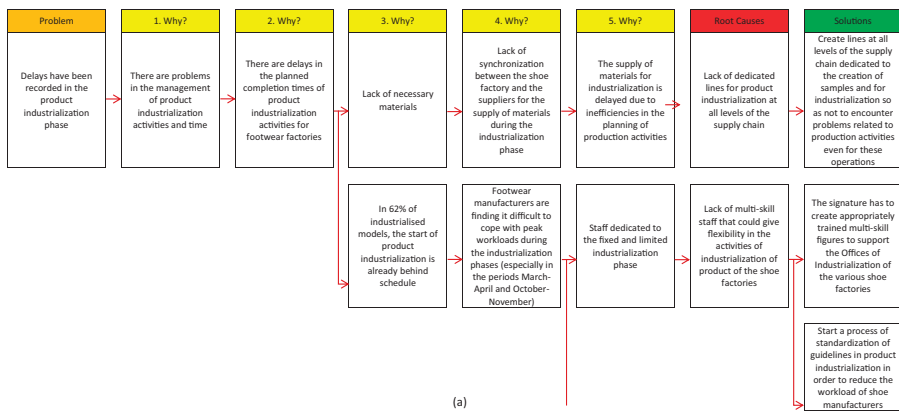 Problem
1. Why?
2. Why?
3. Why?
4. Why?
5. Why?
Root Causes
Solutions
Delays have been
recorded in the
product
industrialization
phase
There are problems
in the management
of product
industrialization
activities and time
There are delays in
the planned
completion times of
product
industrialization
activities for
footwear factories
Lack of necessary
materials
Lack of
synchronization
between the shoe
factory and the
suppliers for the
supply of materials
during the
industrialization
phase
The supply of
materials for
industrialization is
delayed due to
inefficiencies in the
planning of
production activities
Lack of dedicated
lines for product
industrialization at
all levels of the
supply chain
Create lines at all
levels of the supply
chain dedicated to
the creation of
samples and for
industrialization so
as not to encounter
problems related to
production activities
even for these
operations
In 62% of
industrialised
models, the start of
product
industrialization is
already behind
schedule
Footwear
manufacturers are
finding it difficult to
cope with peak
workloads during
the industrialization
phases (especially in
the periods March-
April and October-
November)
Staff dedicated to
the fixed and limited
industrialization
phase
Lack of multi-skill
staff that could give
flexibility in the
activities of
industrialization of
product of the shoe
factories
The signature has to
create appropriately
trained multi-skill
figures to support
the Offices of
Industrialization of
the various shoe
factories
Start a process of
standardization of
guidelines in product
industrialization in
order to reduce the
workload of shoe
manufacturers
(a)